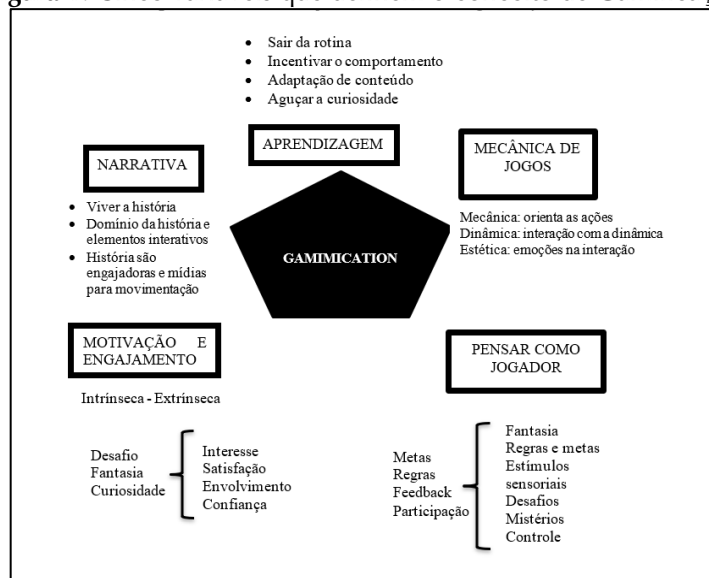 • Sair da rotina
• Incentivar o comportamento
• Adaptação de conteúdo
• Aguçar a curiosidade
APRENDIZAGEM
NARRATIVA
• Viver a história
• Domínio da história e
elementos interativos
• História são
engajadoras e mídias
para movimentação
MECÂNICA DE
JOGOS
Mecânica: orienta as ações
Dinâmica: interação com a dinâmica
Estética: emoções na interação
GAMIMICATION
MOTIVAÇÃO E
ENGAJAMENTO
Intrínseca - Extrínseca
Desafio
Fantasia
Curiosidade
Interesse
Satisfação
Envolvimento
Confiança
PENSAR COMO
JOGADOR
Metas
Regras
Feedback
Participação
Fantasia
Regras e metas
Estímulos
sensoriais
Desafios
Mistérios
Controle